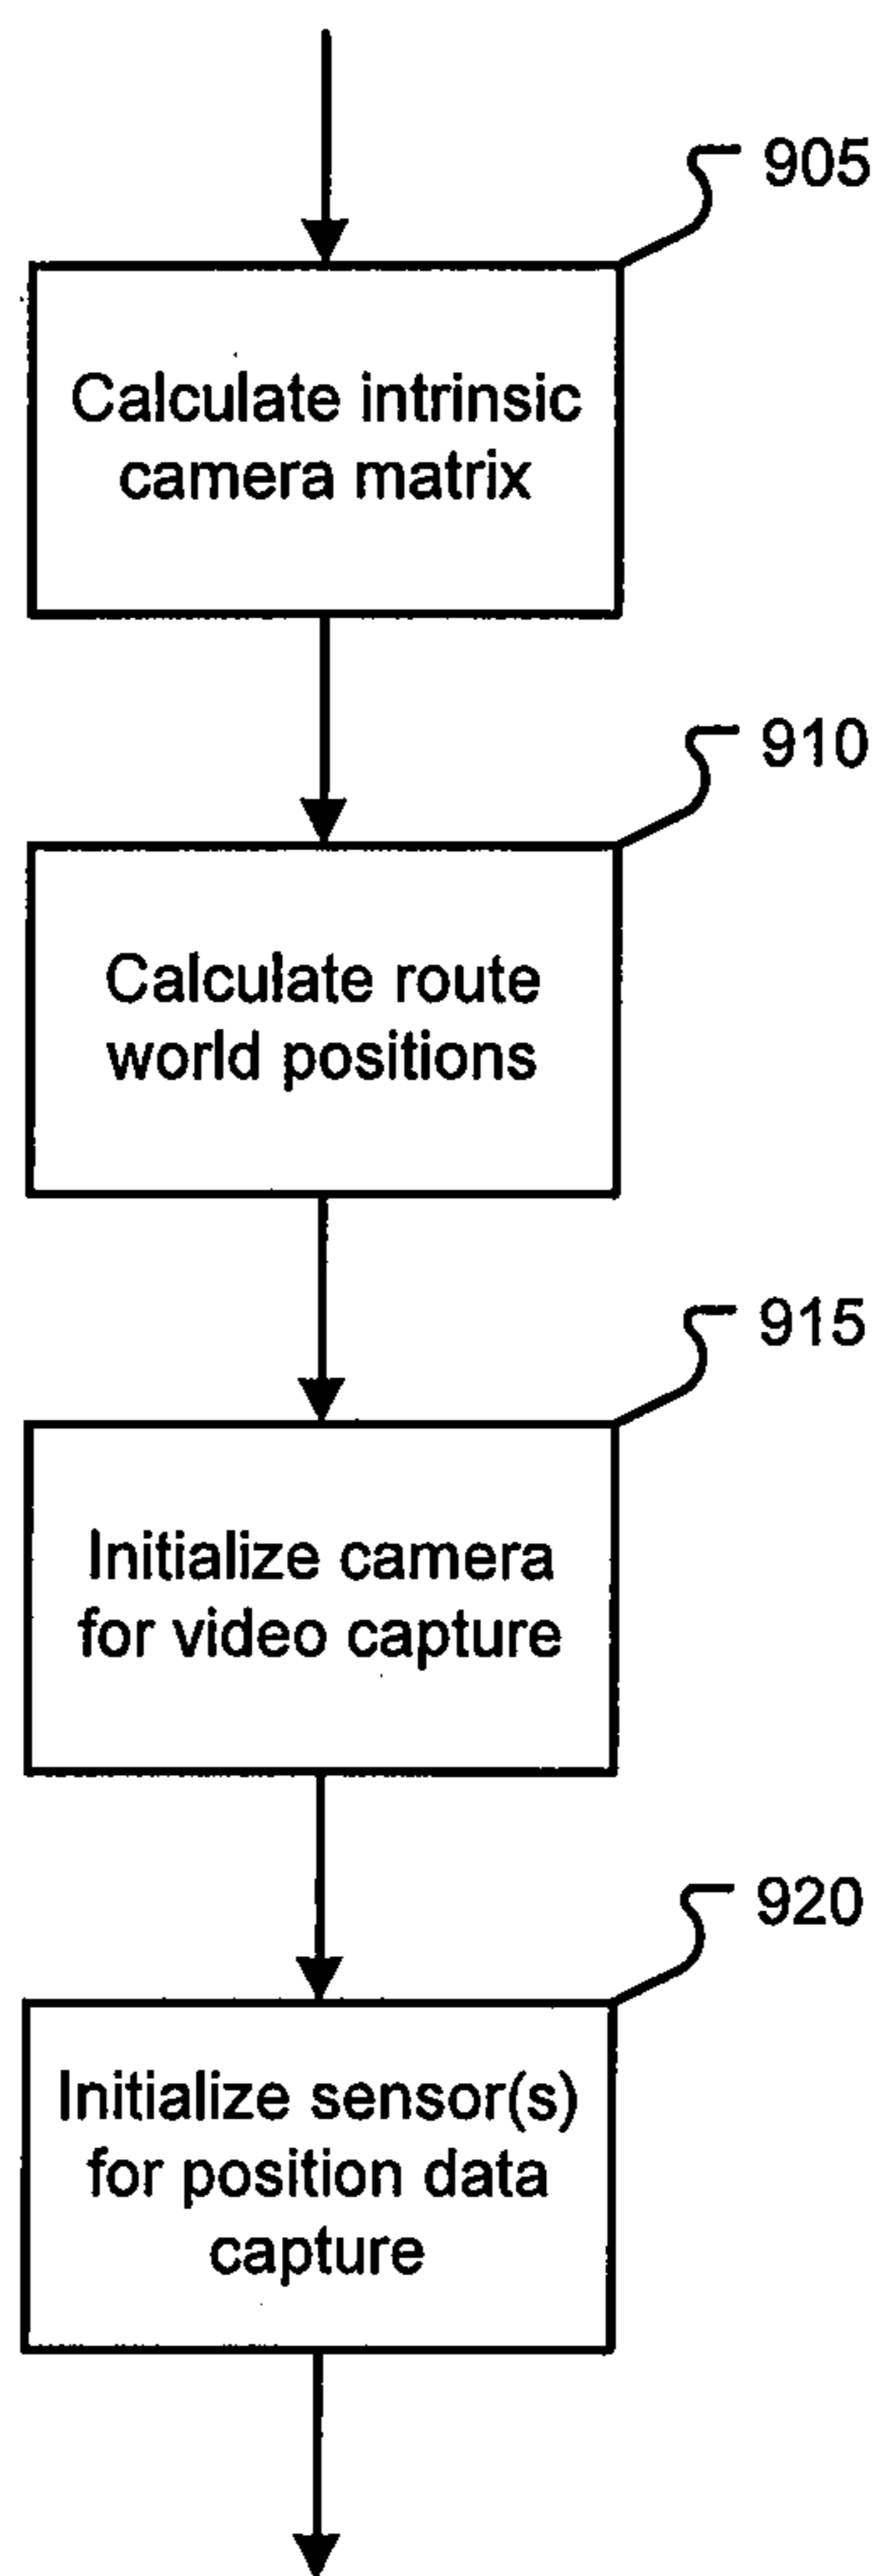 905
Calculate intrinsic
camera matrix
910
Calculate route
world positions
915
Initialize camera
for video capture
920
Initialize sensor(s)
for position data
capture